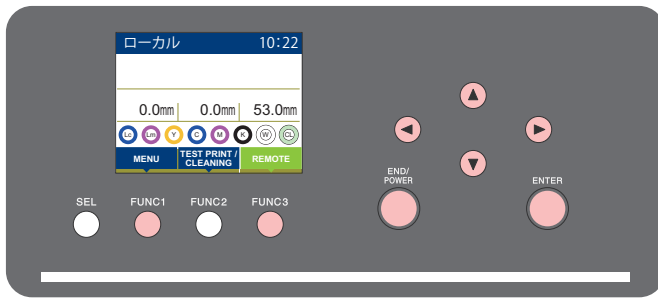 ローカル 10:22
0.0mm 0.0mm 53.0mm
Lc Lm Y C M K W CL
MENU TEST PRINT / CLEANING REMOTE
SEL FUNC1 FUNC2 FUNC3
END/
POWER
ENTER